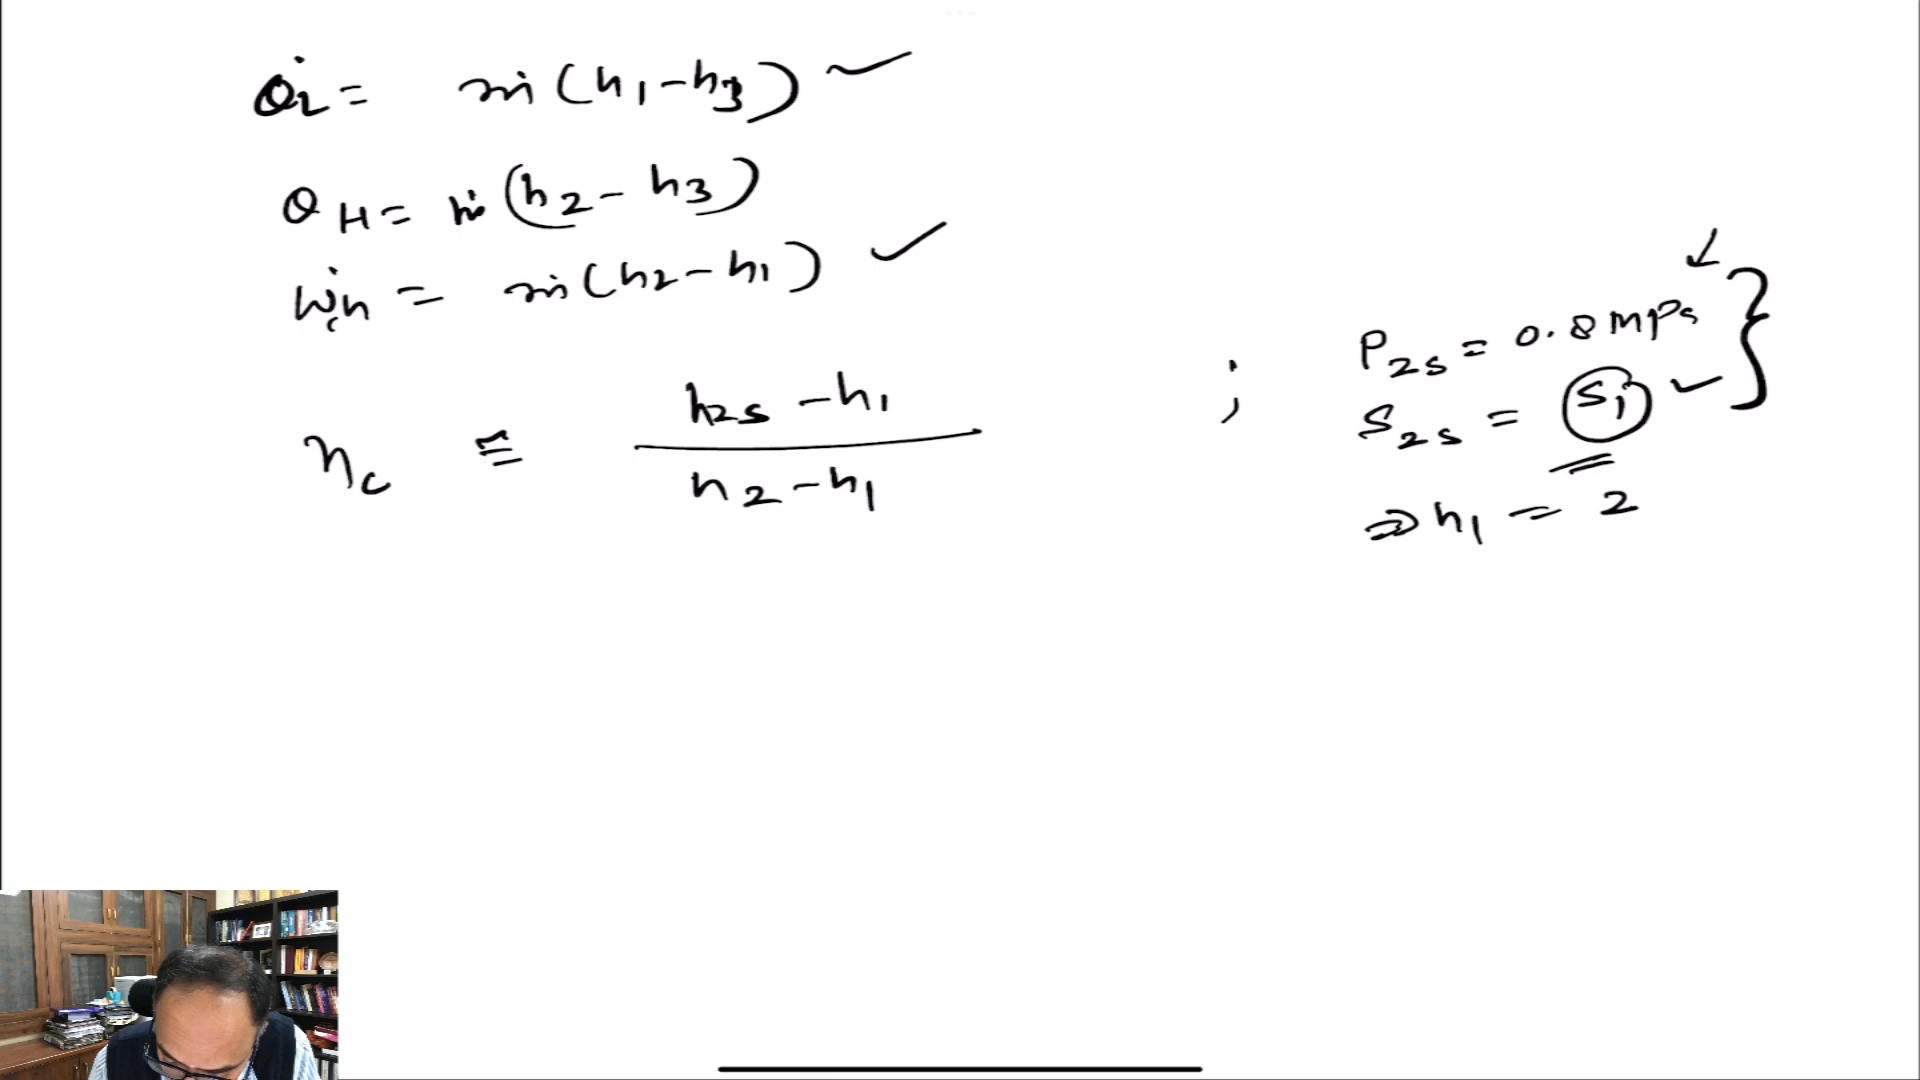 Q̇L = ṁ(h1-h3) ✓
QH = ṁ(h2-h3)
Ẇcn = ṁ(h2-h1) ✓
ηc = (h2s - h1) / (h2 - h1) ;
P2s = 0.8 MPa
S2s = S1 ✓
⇒ h1 = 2